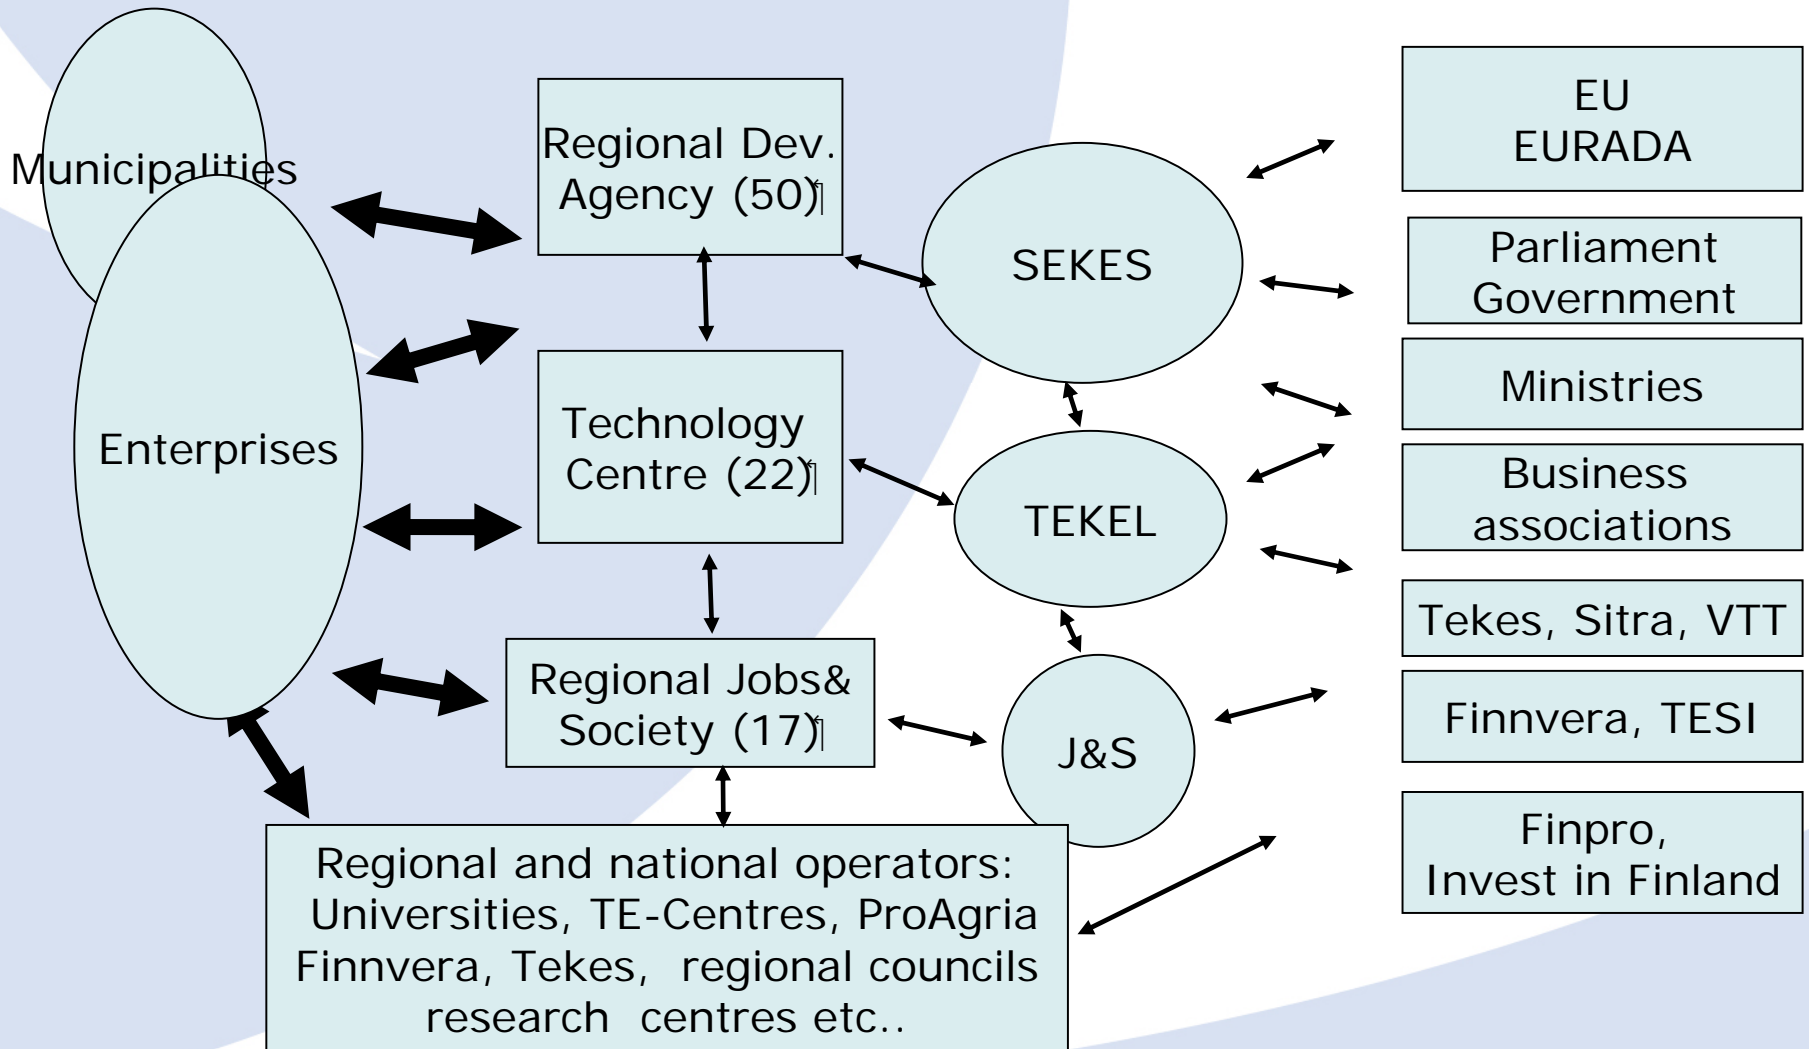 Municipalities
Enterprises
Regional Dev.
Agency (50)
Technology
Centre (22)
Regional Jobs&
Society (17)
Regional and national operators:
Universities, TE-Centres, ProAgria
Finnvera, Tekes, regional councils
research centres etc..
SEKES
TEKEL
J&S
EU
EURADA
Parliament
Government
Ministries
Business
associations
Tekes, Sitra, VTT
Finnvera, TESI
Finpro,
Invest in Finland